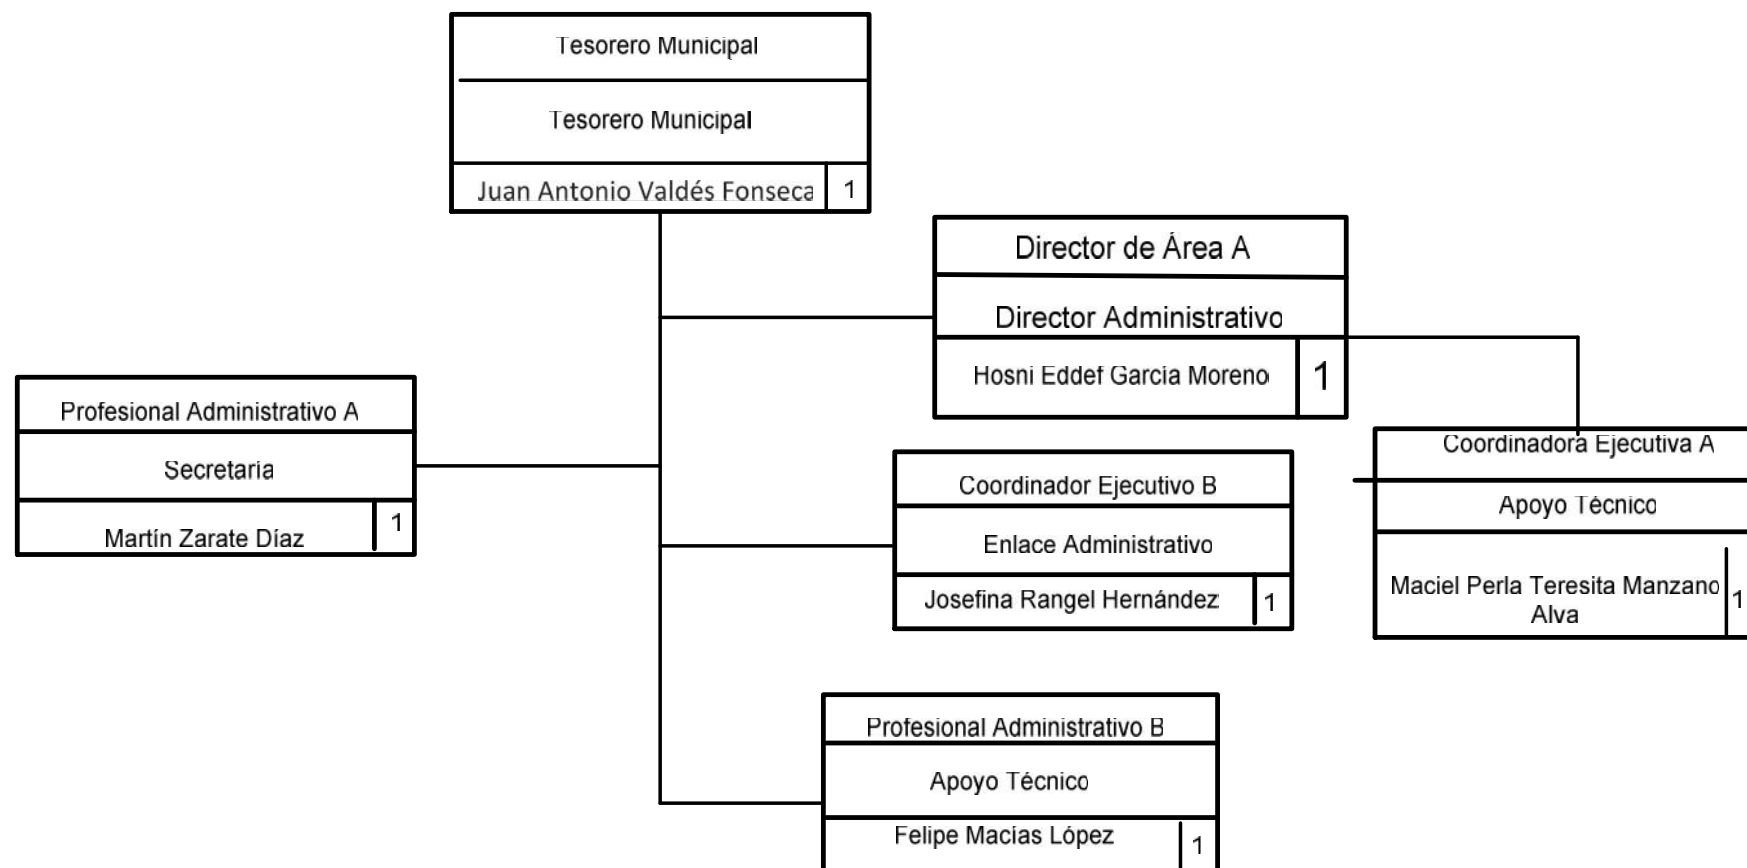 Tesorero Municipal
Tesorero Municipal
Juan Antonio Valdés Fonseca 1
Director de Área A
Director Administrativo
Hosni Eddef Garcia Moreno 1
Profesional Administrativo A
Secretaria
Martín Zarate Díaz 1
Coordinador Ejecutivo B
Enlace Administrativo
Josefina Rangel Hernández 1
Coordinadora Ejecutiva A
Apoyo Técnico
Maciel Perla Teresita Manzano
Alva
1
Profesional Administrativo B
Apoyo Técnico
Felipe Macías López 1